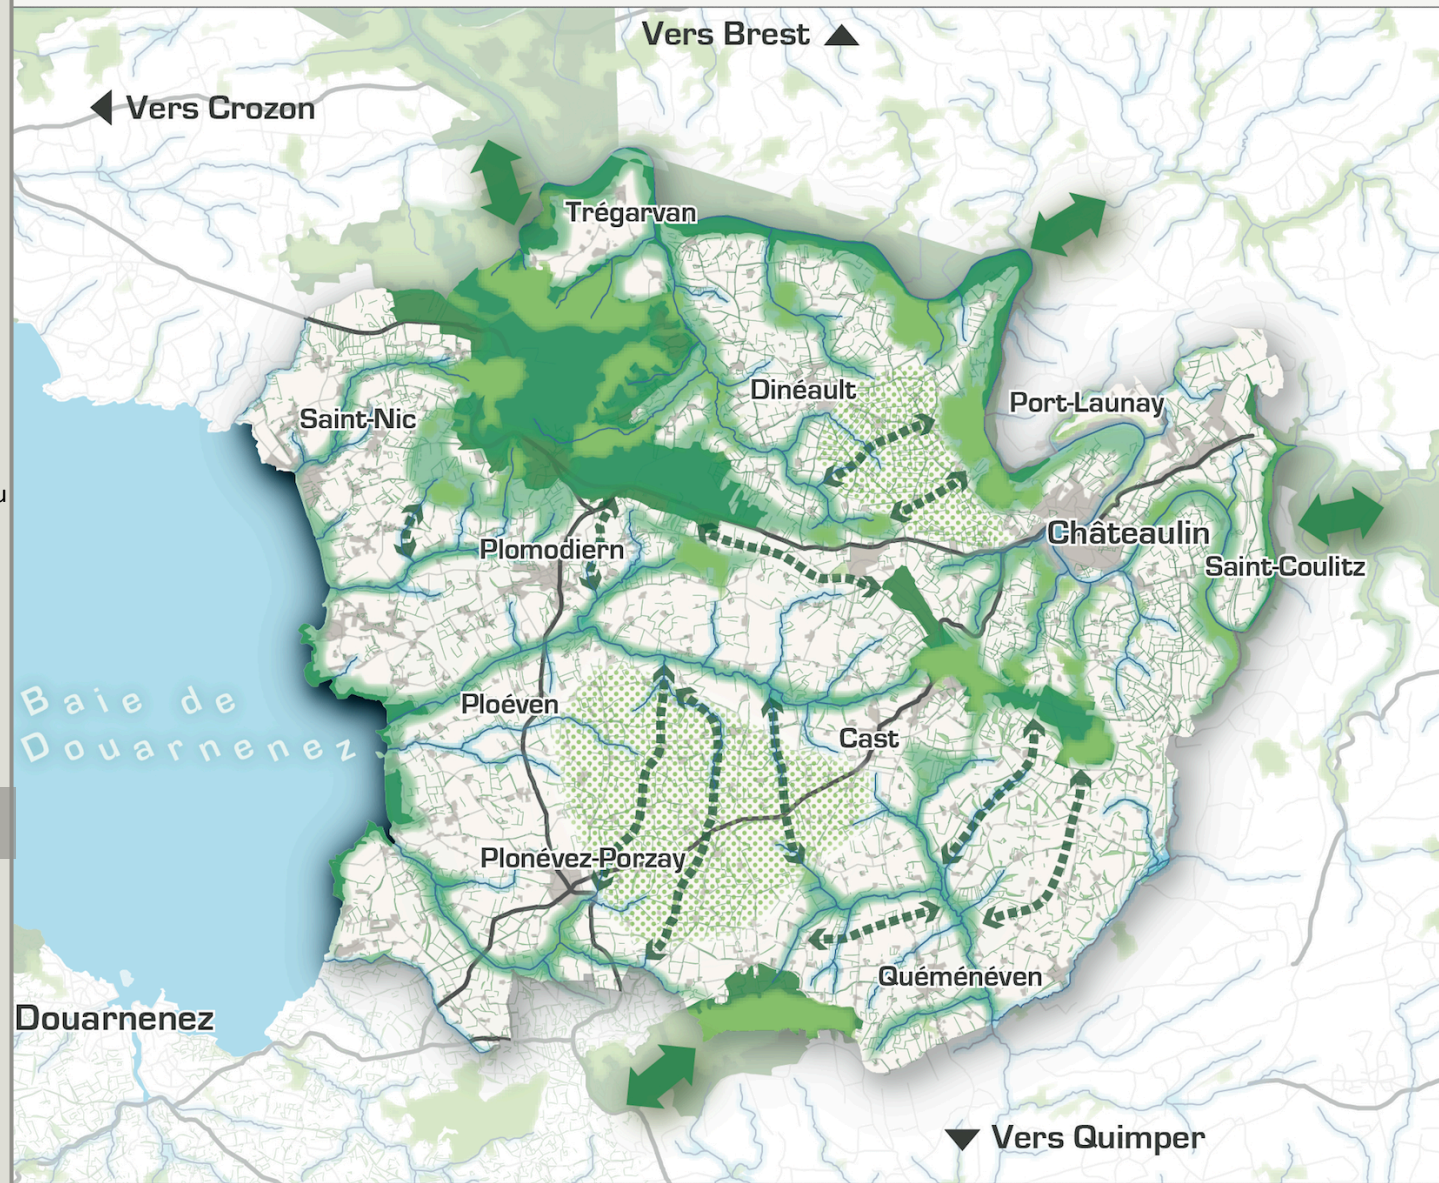 Vers Brest
Vers Crozon
Trégarvan
Dinéault
Port-Launay
Saint-Nic
u
Châteaulin
Plomodiern
Saint-Coulitz
Baie de
Douarnenez
Ploéven
Cast
Plonévez-Porzay
Quéménéven
Douarnenez
Vers Quimper